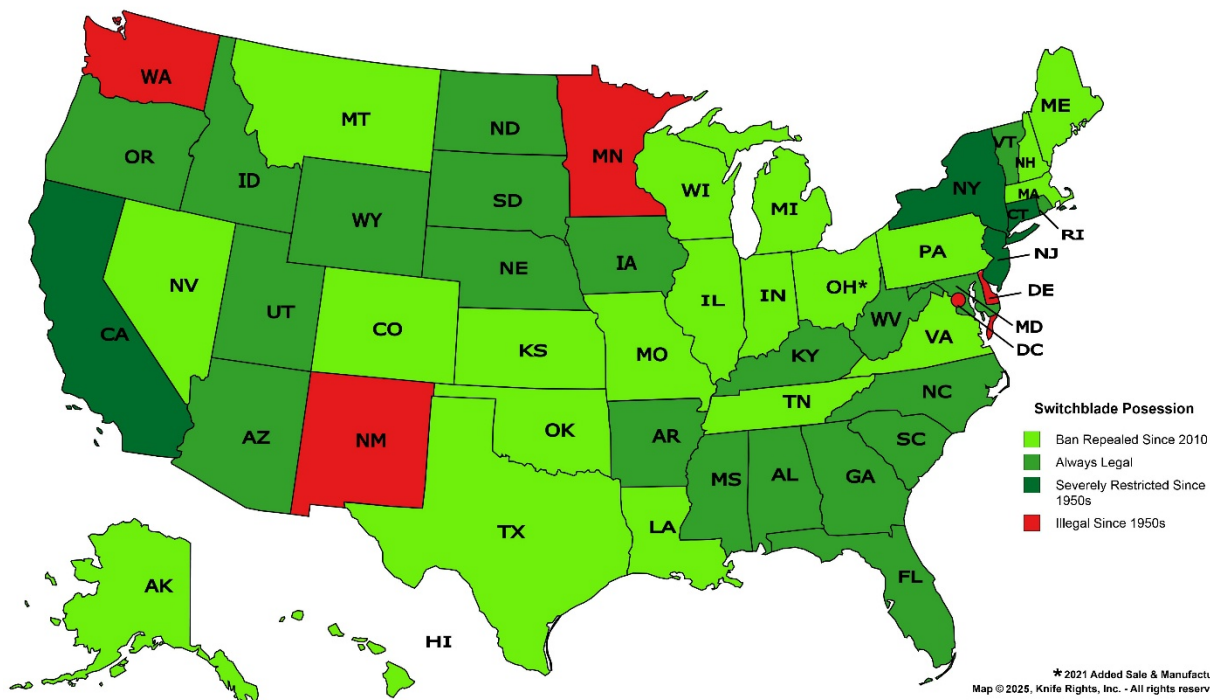 WA
MT
ND
MN
ME
OR
ID
SD
WI
MI
VT
NH
NY
MA
CT
RI
WY
NE
IA
PA
NJ
NV
UT
CO
IL
IN
OH*
DE
MD
DC
CA
KS
MO
WV
VA
KY
AZ
NM
OK
AR
TN
NC
SC
MS
AL
GA
TX
LA
FL
AK
HI
Switchblade Posession
Ban Repealed Since 2010
Always Legal
Severely Restricted Since
1950s
Illegal Since 1950s
* 2021 Added Sale & Manufactu
Map © 2025, Knife Rights, Inc. - All rights reserv